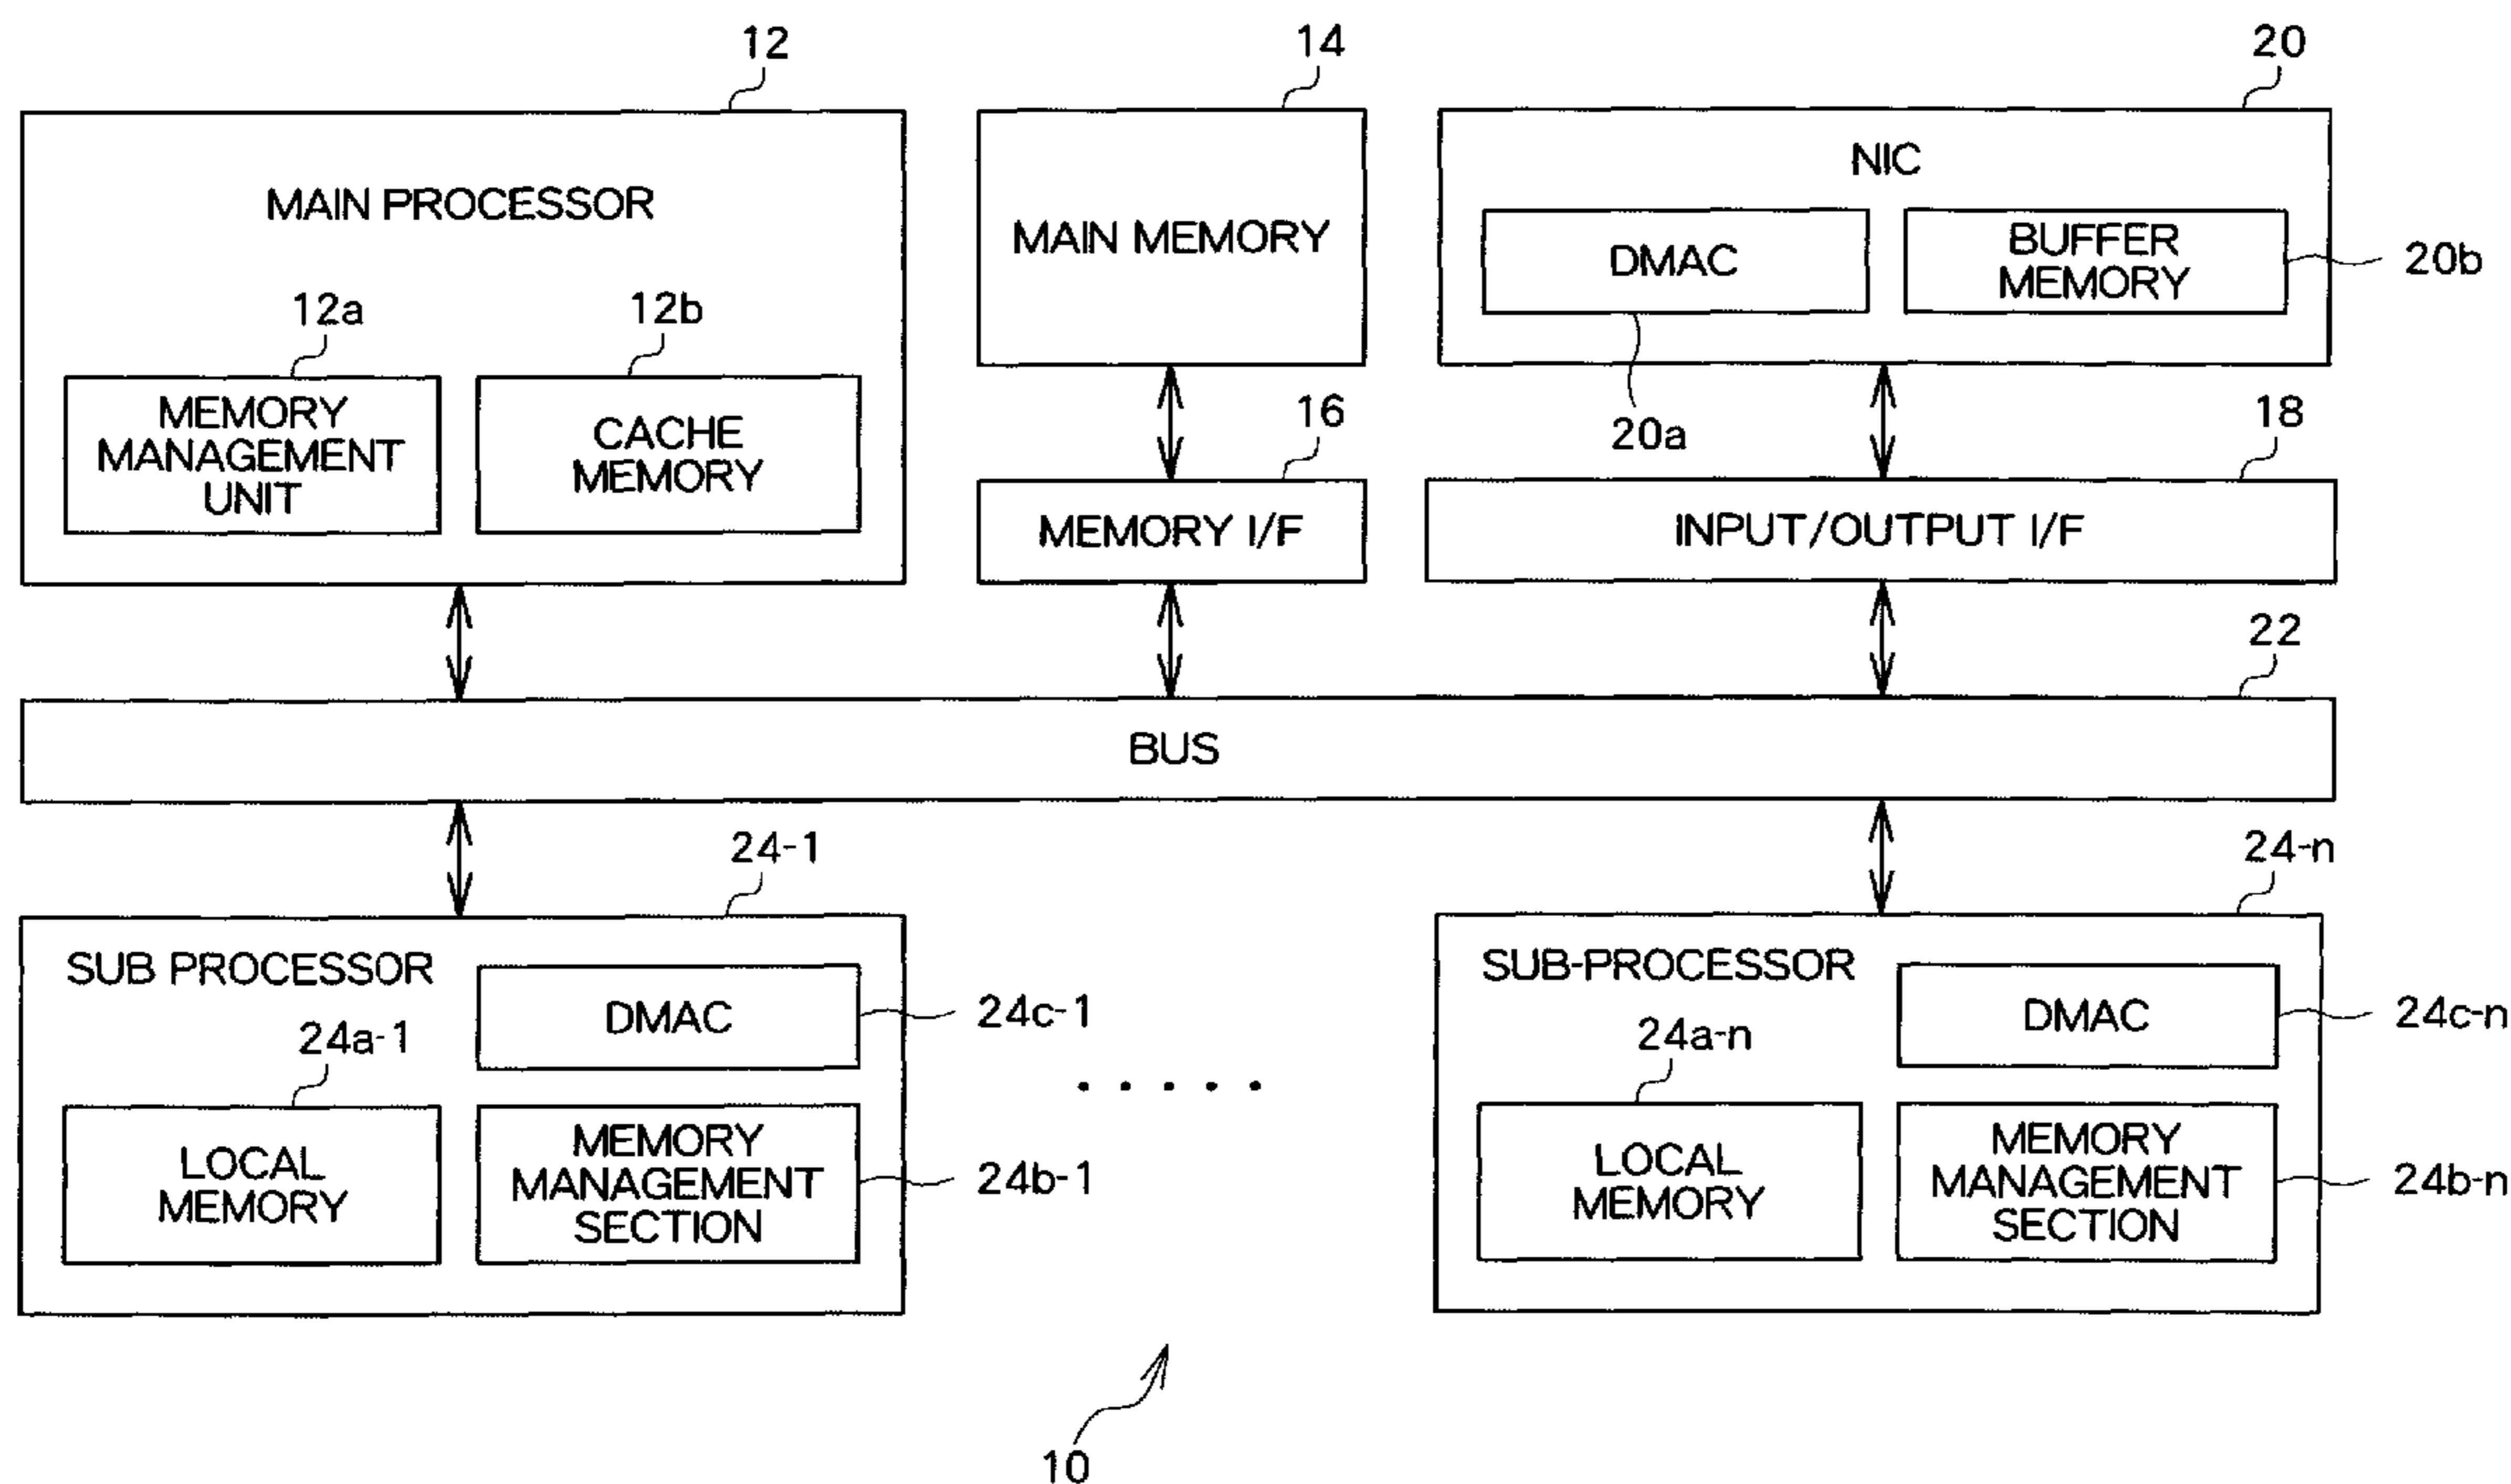 12
14
20
MAIN PROCESSOR
12a
12b
MEMORY
MANAGEMENT
UNIT
CACHE
MEMORY
MAIN MEMORY
NIC
DMAC
BUFFER
MEMORY
20b
20a
16
18
MEMORY I/F
INPUT/OUTPUT I/F
22
BUS
24-1
24-n
SUB PROCESSOR
DMAC
24c-1
24a-1
LOCAL
MEMORY
MEMORY
MANAGEMENT
SECTION
24b-1
. . . . .
SUB-PROCESSOR
DMAC
24c-n
24a-n
LOCAL
MEMORY
MEMORY
MANAGEMENT
SECTION
24b-n
10